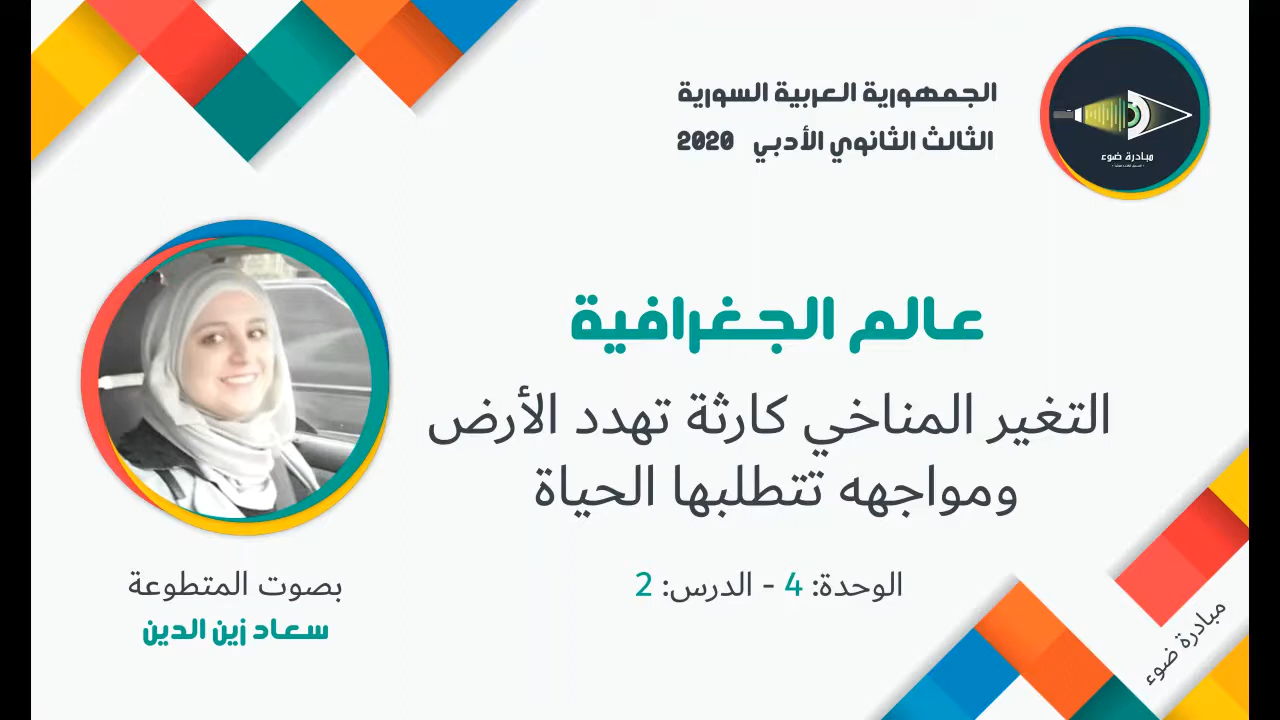 الجمهورية العربية السورية
الثالث الثانوي الأدبي 2020
مبادرة ضوء
عالم الجغرافية
التغير المناخي كارثة تهدد الأرض
ومواجهه تتطلبها الحياة
الوحدة: 4 - الدرس: 2
بصوت المتطوعة
سعاد زين الدين
مبادرة ضوء